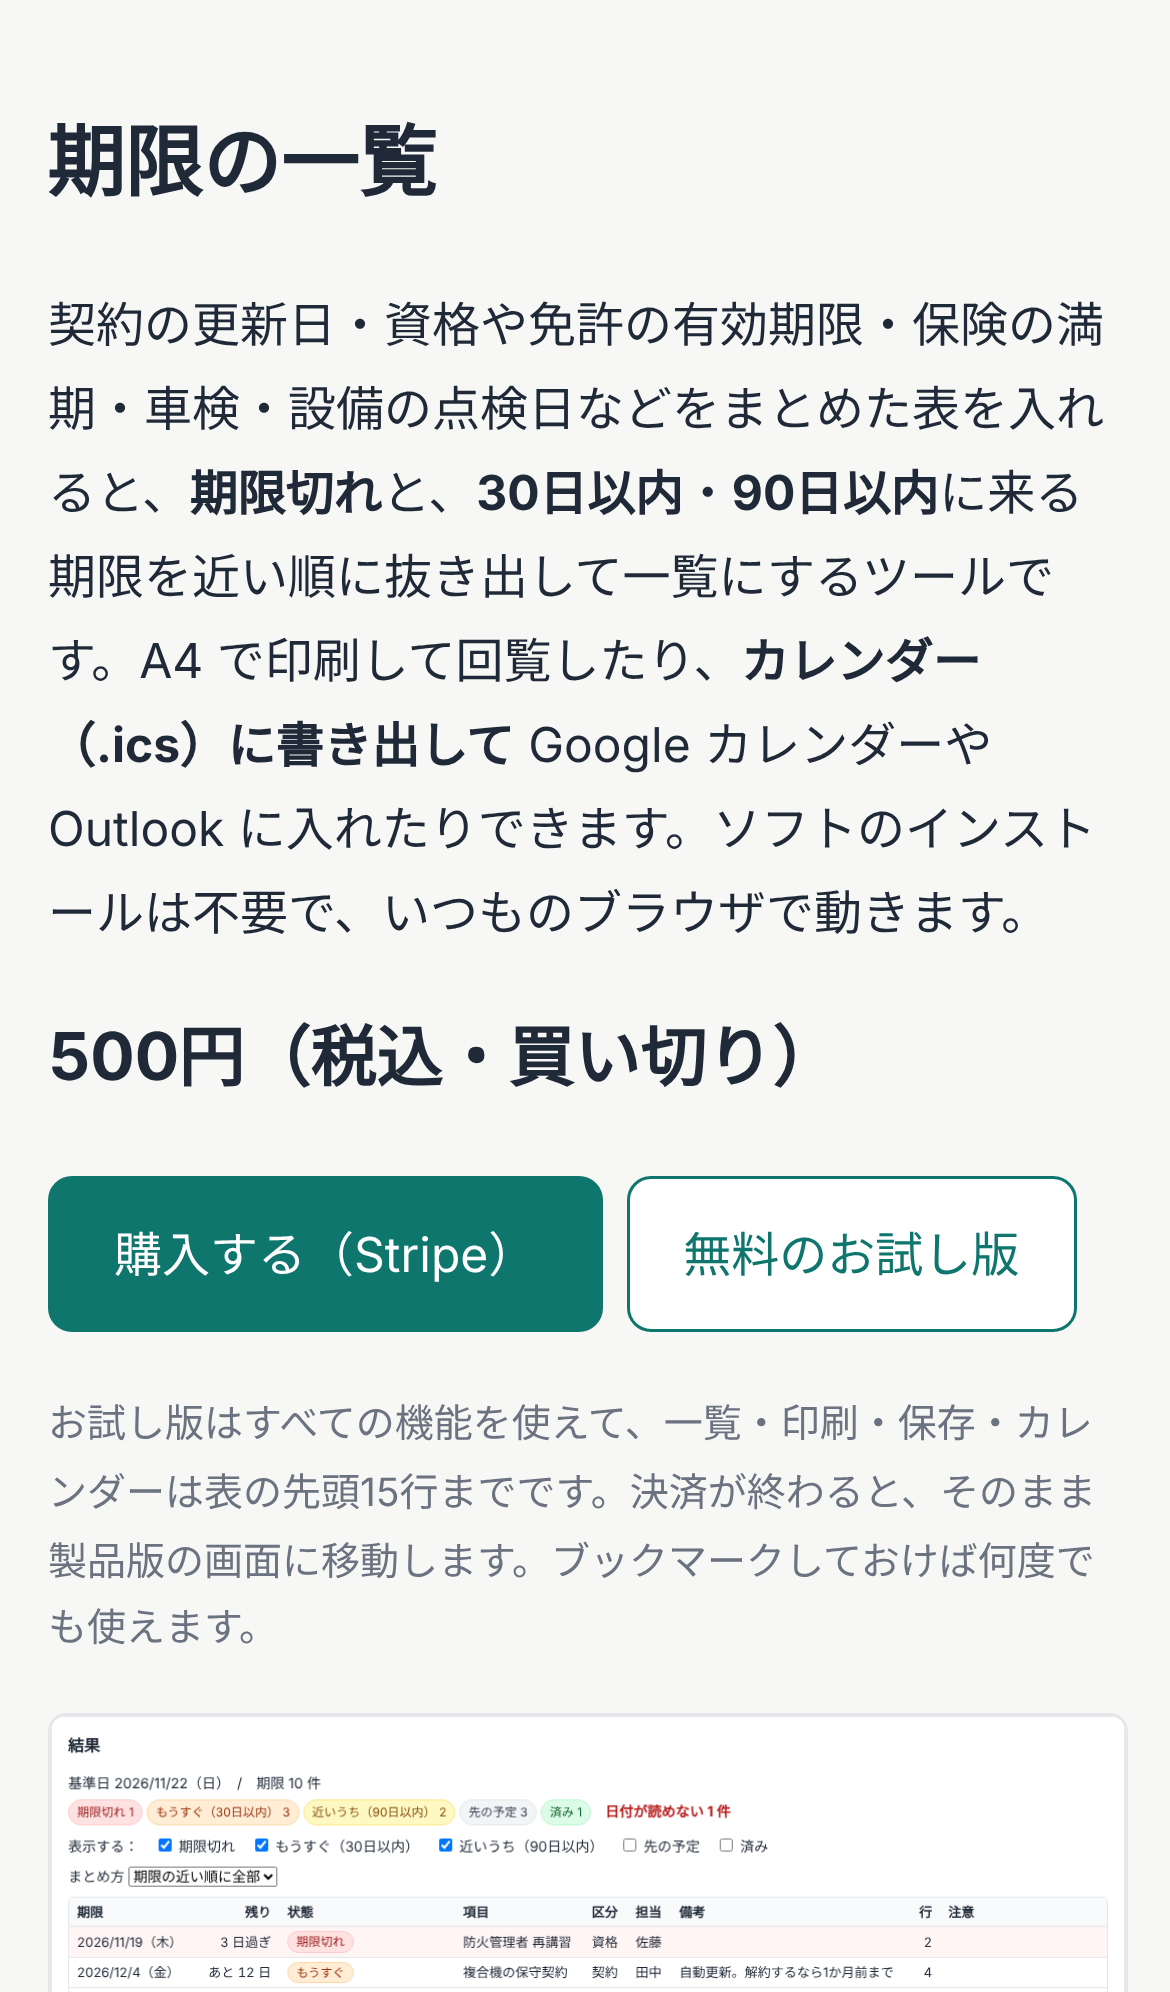 期限の一覧
契約の更新日・資格や免許の有効期限・保険の満
期・車検・設備の点検日などをまとめた表を入れ
ると、期限切れと、30日以内・90日以内に来る
期限を近い順に抜き出して一覧にするツールで
す。A4 で印刷して回覧したり、カレンダー
（.ics）に書き出して Google カレンダーや
Outlook に入れたりできます。ソフトのインスト
ールは不要で、いつものブラウザで動きます。
500円（税込・買い切り）
購入する（Stripe） 無料のお試し版
お試し版はすべての機能を使えて、一覧・印刷・保存・カレ
ンダーは表の先頭15行までです。決済が終わると、そのまま
製品版の画面に移動します。ブックマークしておけば何度で
も使えます。
結果
基準日 2026/11/22（日） / 期限 10 件
期限切れ 1 もうすぐ（30日以内） 3 近いうち（90日以内） 2 先の予定 3 済み 1 日付が読めない 1 件
表示する： 期限切れ もうすぐ（30日以内） 近いうち（90日以内） 先の予定 済み
まとめ方 期限の近い順に全部
期限 残り 状態 項目 区分 担当 備考 行 注意
2026/11/19（木） 3 日過ぎ 期限切れ 防火管理者 再講習 資格 佐藤 2
2026/12/4（金） あと 12 日 もうすぐ 複合機の保守契約 契約 田中 自動更新。解約するなら1か月前まで 4